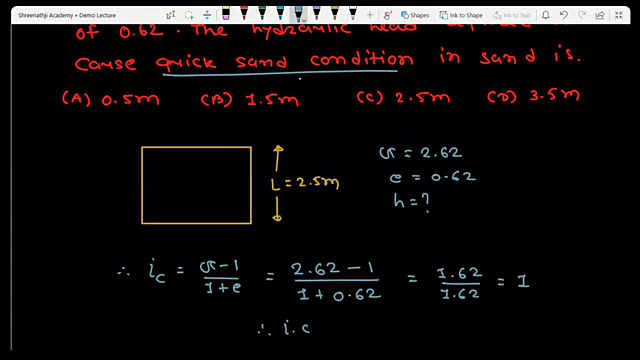 Shreenathji Academy • Demo Lecture
Shapes
Ink to Shape
Ink to Math
of 0.62. The hydraulic head
Cause quick sand condition in sand is.
(A) 0.5m (B) 1.5m (C) 2.5m (D) 3.5m
L = 2.5m
G = 2.62
e = 0.62
h = ?
∴ ic = G-1 / 1+e = 2.62-1 / 1+0.62 = 1.62 / 1.62 = 1
∴ i.c